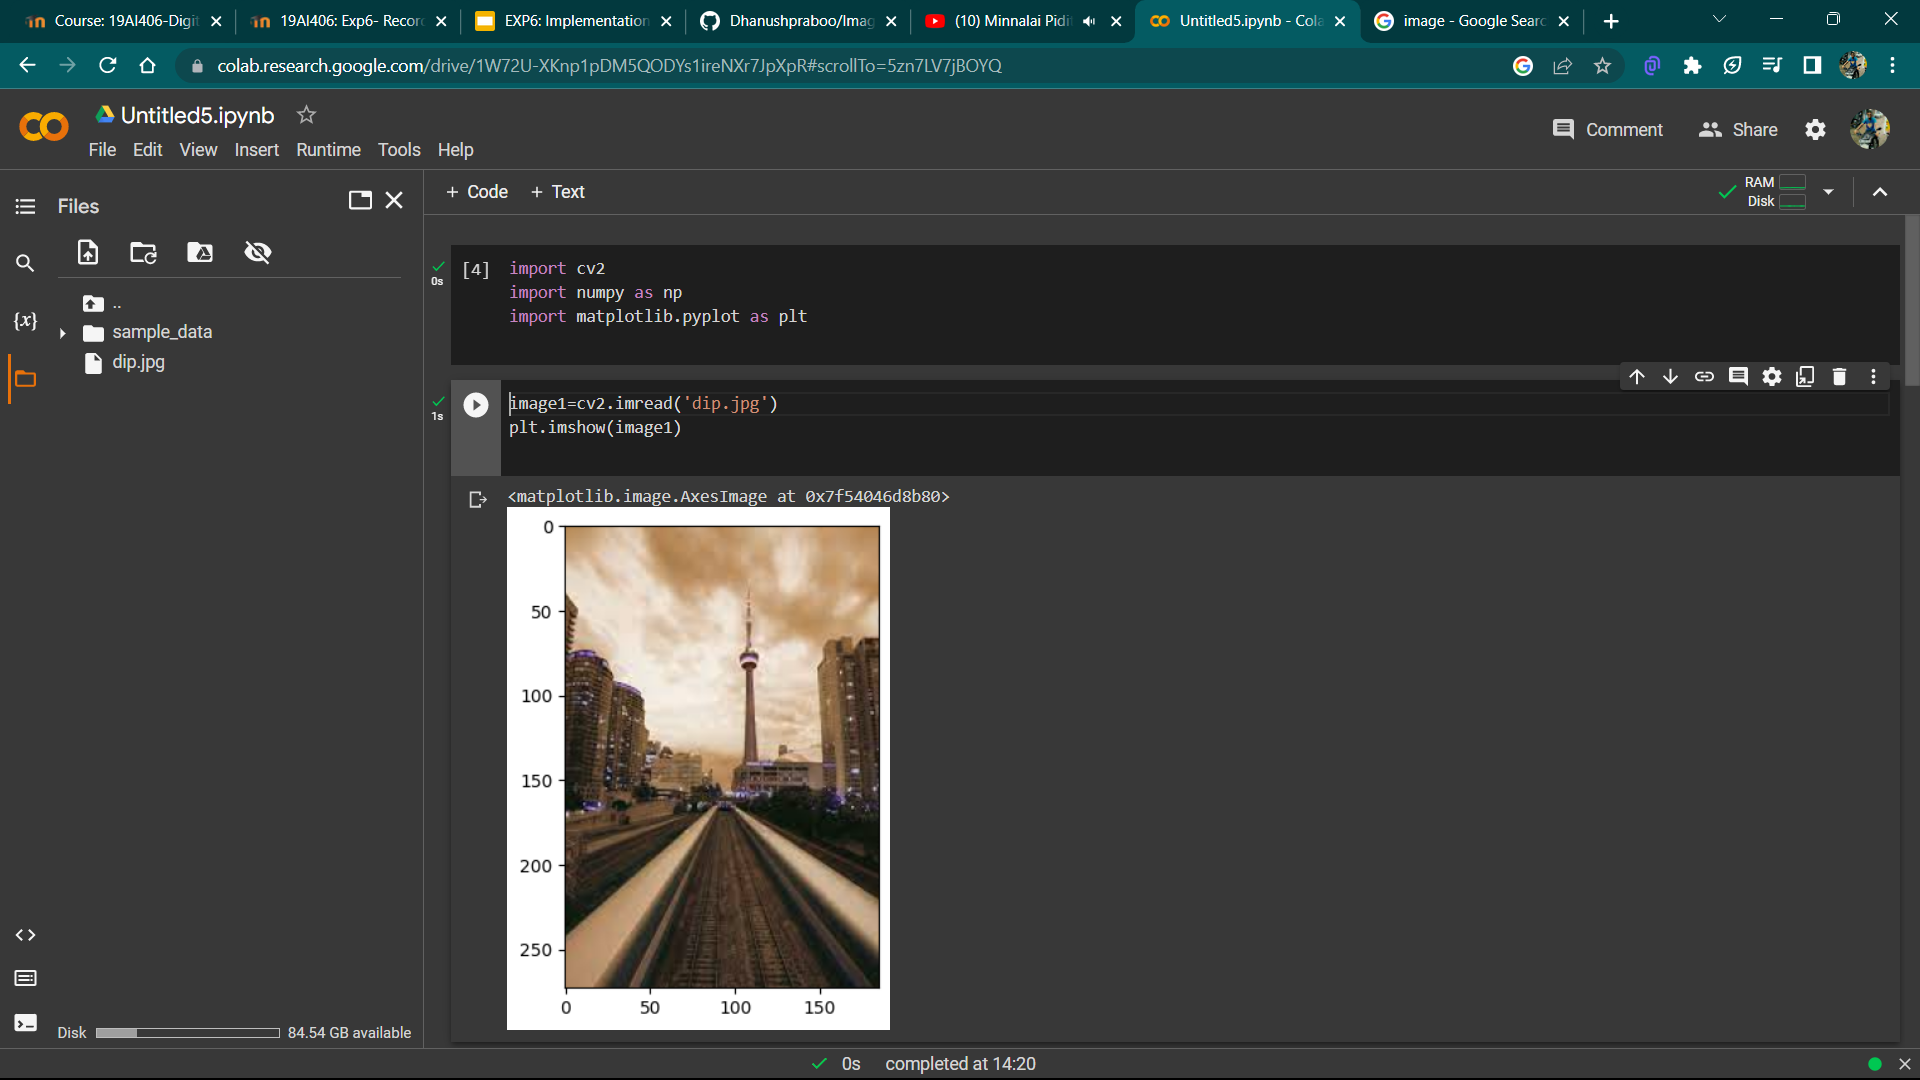 Course: 19AI406-Digit
19AI406: Exp6- Record
EXP6: Implementation
Dhanushpraboo/Imag
(10) Minnalai Pidi
Untitled5.ipynb - Cola
image - Google Search
colab.research.google.com/drive/1W72U-XKnp1pDM5QODYs1ireNXr7JpXpR#scrollTo=5zn7LV7jBOYQ
Untitled5.ipynb
File Edit View Insert Runtime Tools Help
Comment Share
Files
+ Code + Text
RAM
Disk
{x}
..
sample_data
dip.jpg
0s
[4]
import cv2
import numpy as np
import matplotlib.pyplot as plt
1s
image1=cv2.imread('dip.jpg')
plt.imshow(image1)
<matplotlib.image.AxesImage at 0x7f54046d8b80>
0
50
100
150
200
250
0 50 100 150
Disk 84.54 GB available
0s completed at 14:20